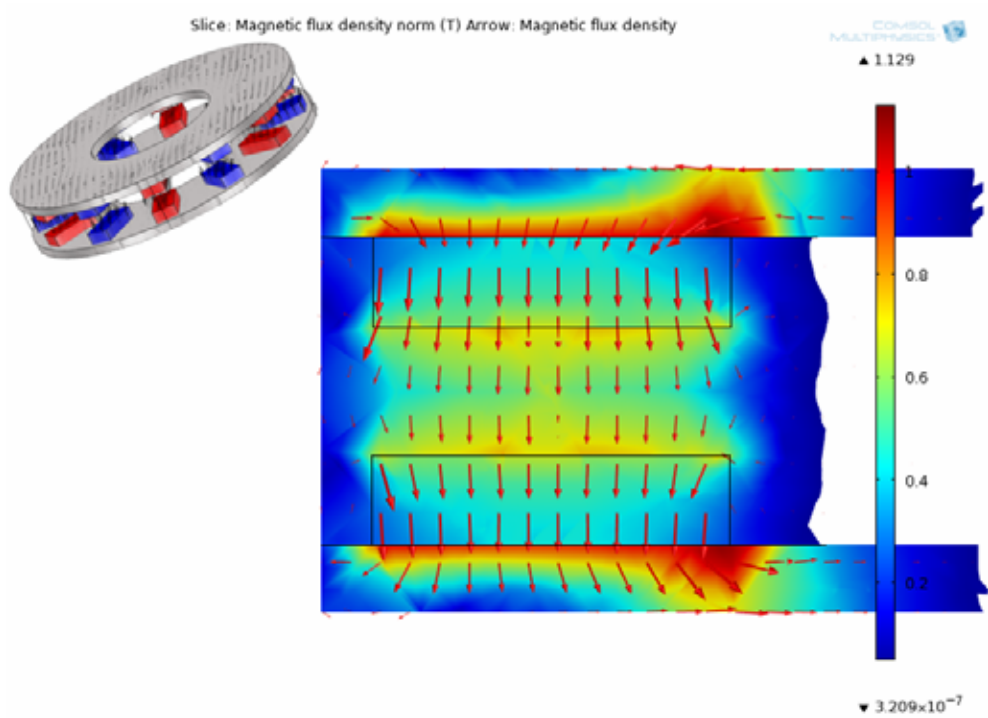 Slice: Magnetic flux density norm (T) Arrow: Magnetic flux density
COMSOL
MULTIPHYSICS
▲ 1.129
1
0.8
0.6
0.4
0.2
▼ 3.209×10⁻⁷